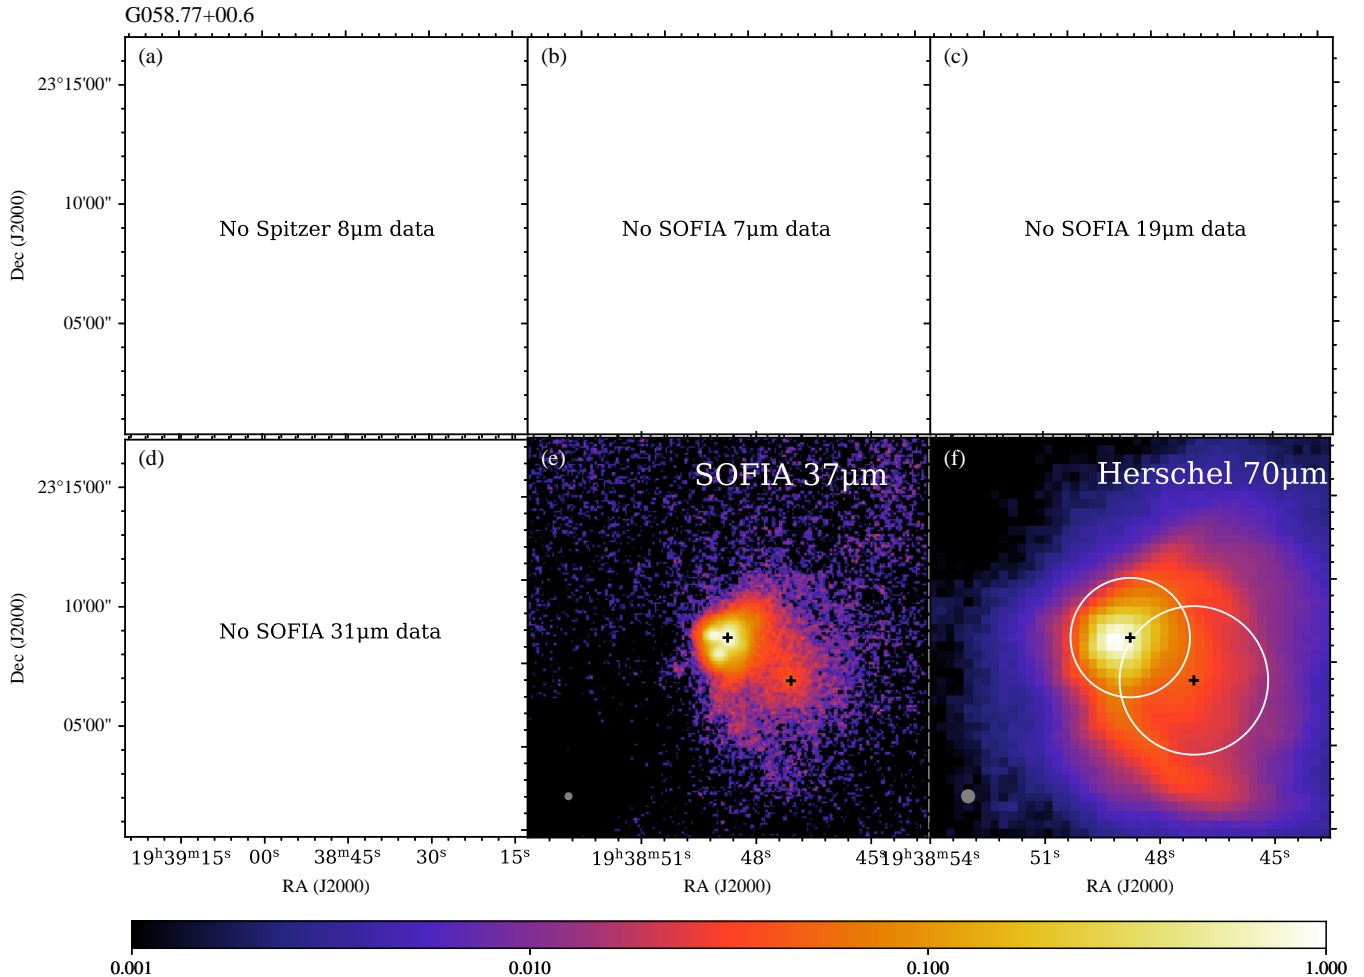 G058.77+00.6
(a)
(b)
(c)
23°15'00"
10'00"
05'00"
Dec (J2000)
No Spitzer 8μm data
No SOFIA 7μm data
No SOFIA 19μm data
(d)
(e)
(f)
SOFIA 37μm
Herschel 70μm
23°15'00"
10'00"
05'00"
Dec (J2000)
No SOFIA 31μm data
19ʰ39ᵐ15ˢ 00ˢ 38ᵐ45ˢ 30ˢ 15ˢ
19ʰ38ᵐ51ˢ 48ˢ 45ˢ
19ʰ38ᵐ54ˢ 51ˢ 48ˢ 45ˢ
RA (J2000)
RA (J2000)
RA (J2000)
0.001 0.010 0.100 1.000